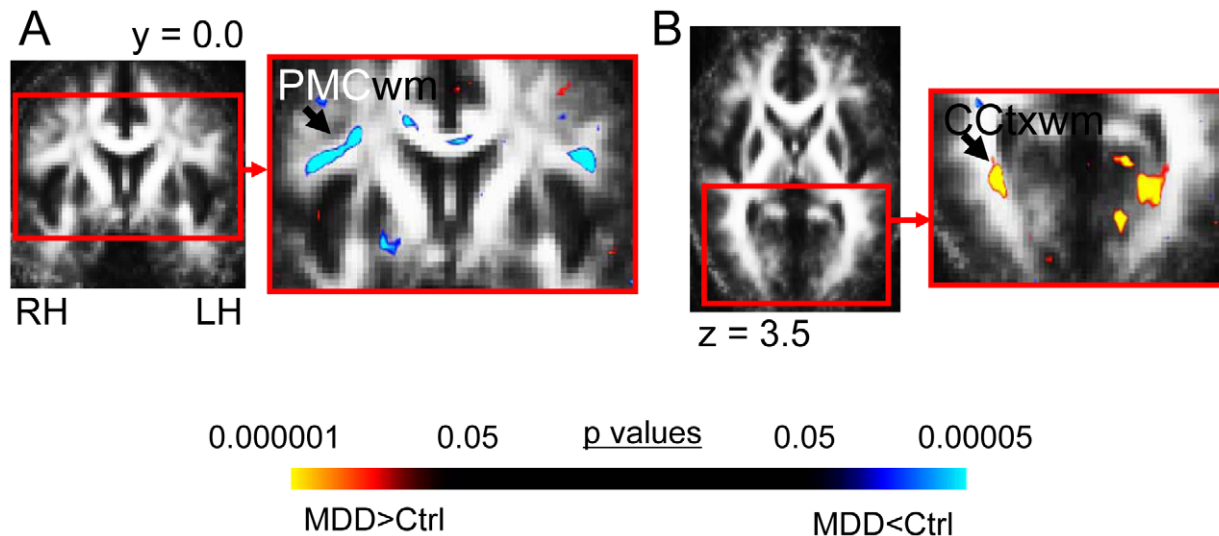 A
y = 0.0
PMCwm
RH LH
B
CCtxwm
z = 3.5
0.000001 0.05 p values 0.05 0.00005
MDD>Ctrl MDD<Ctrl